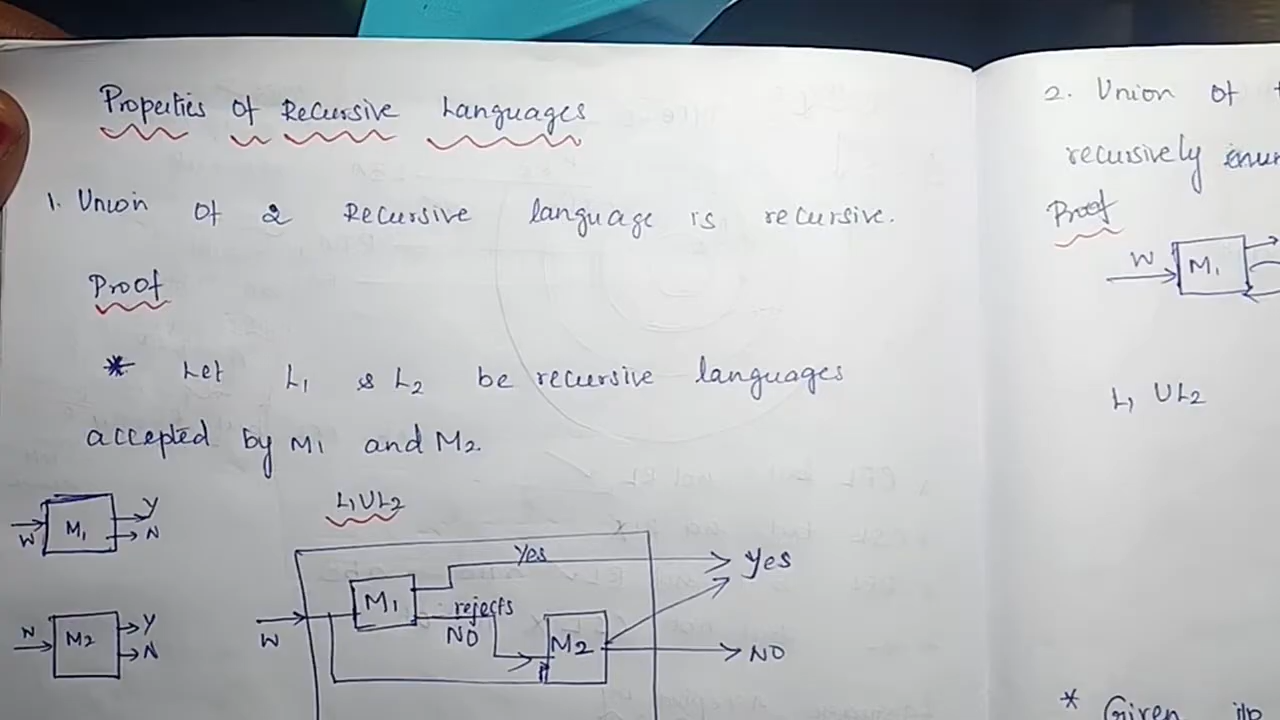 Properties Of Recursive Languages
1. Union of 2 Recursive language is recursive.
Proof
* Let L1 & L2 be recursive languages
accepted by M1 and M2.
W M1 Y N
W M2 Y N
L1 U L2
W M1 Yes Yes
rejects
NO M2 NO
2. Union of
recursively
Proof
W M1
L1 U L2
* Given i/p